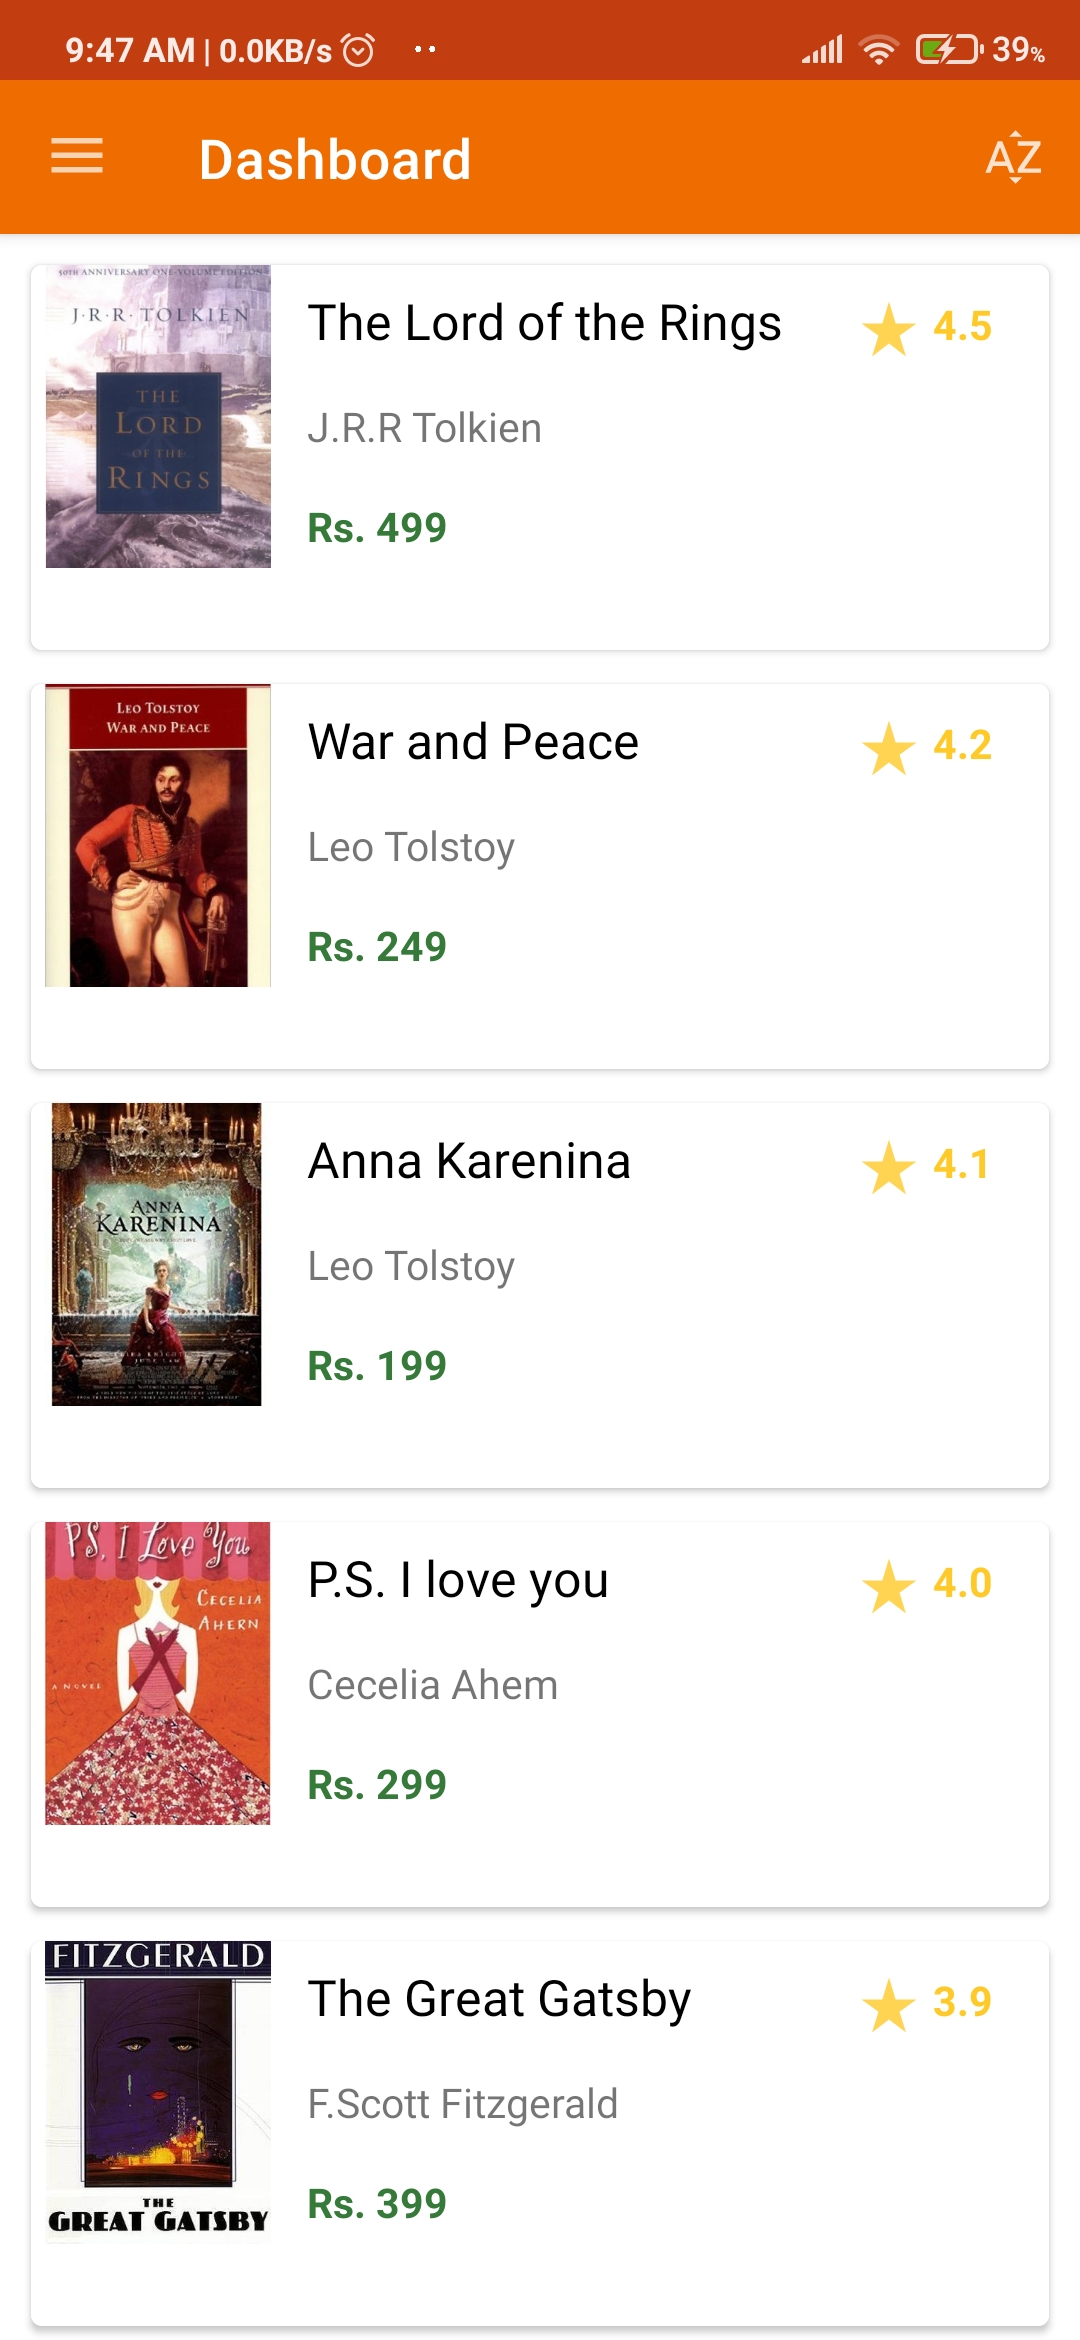 9:47 AM | 0.0KB/s
39%
Dashboard
AZ
50TH ANNIVERSARY ONE-VOLUME EDITION
J·R·R·TOLKIEN
THE
LORD
OF THE
RINGS
The Lord of the Rings
4.5
J.R.R Tolkien
Rs. 499
LEO TOLSTOY
WAR AND PEACE
War and Peace
4.2
Leo Tolstoy
Rs. 249
ANNA
KARENINA
Anna Karenina
4.1
Leo Tolstoy
Rs. 199
P.S. I Love You
CECELIA
AHERN
A NOVEL
P.S. I love you
4.0
Cecelia Ahem
Rs. 299
FITZGERALD
THE
GREAT GATSBY
The Great Gatsby
3.9
F.Scott Fitzgerald
Rs. 399